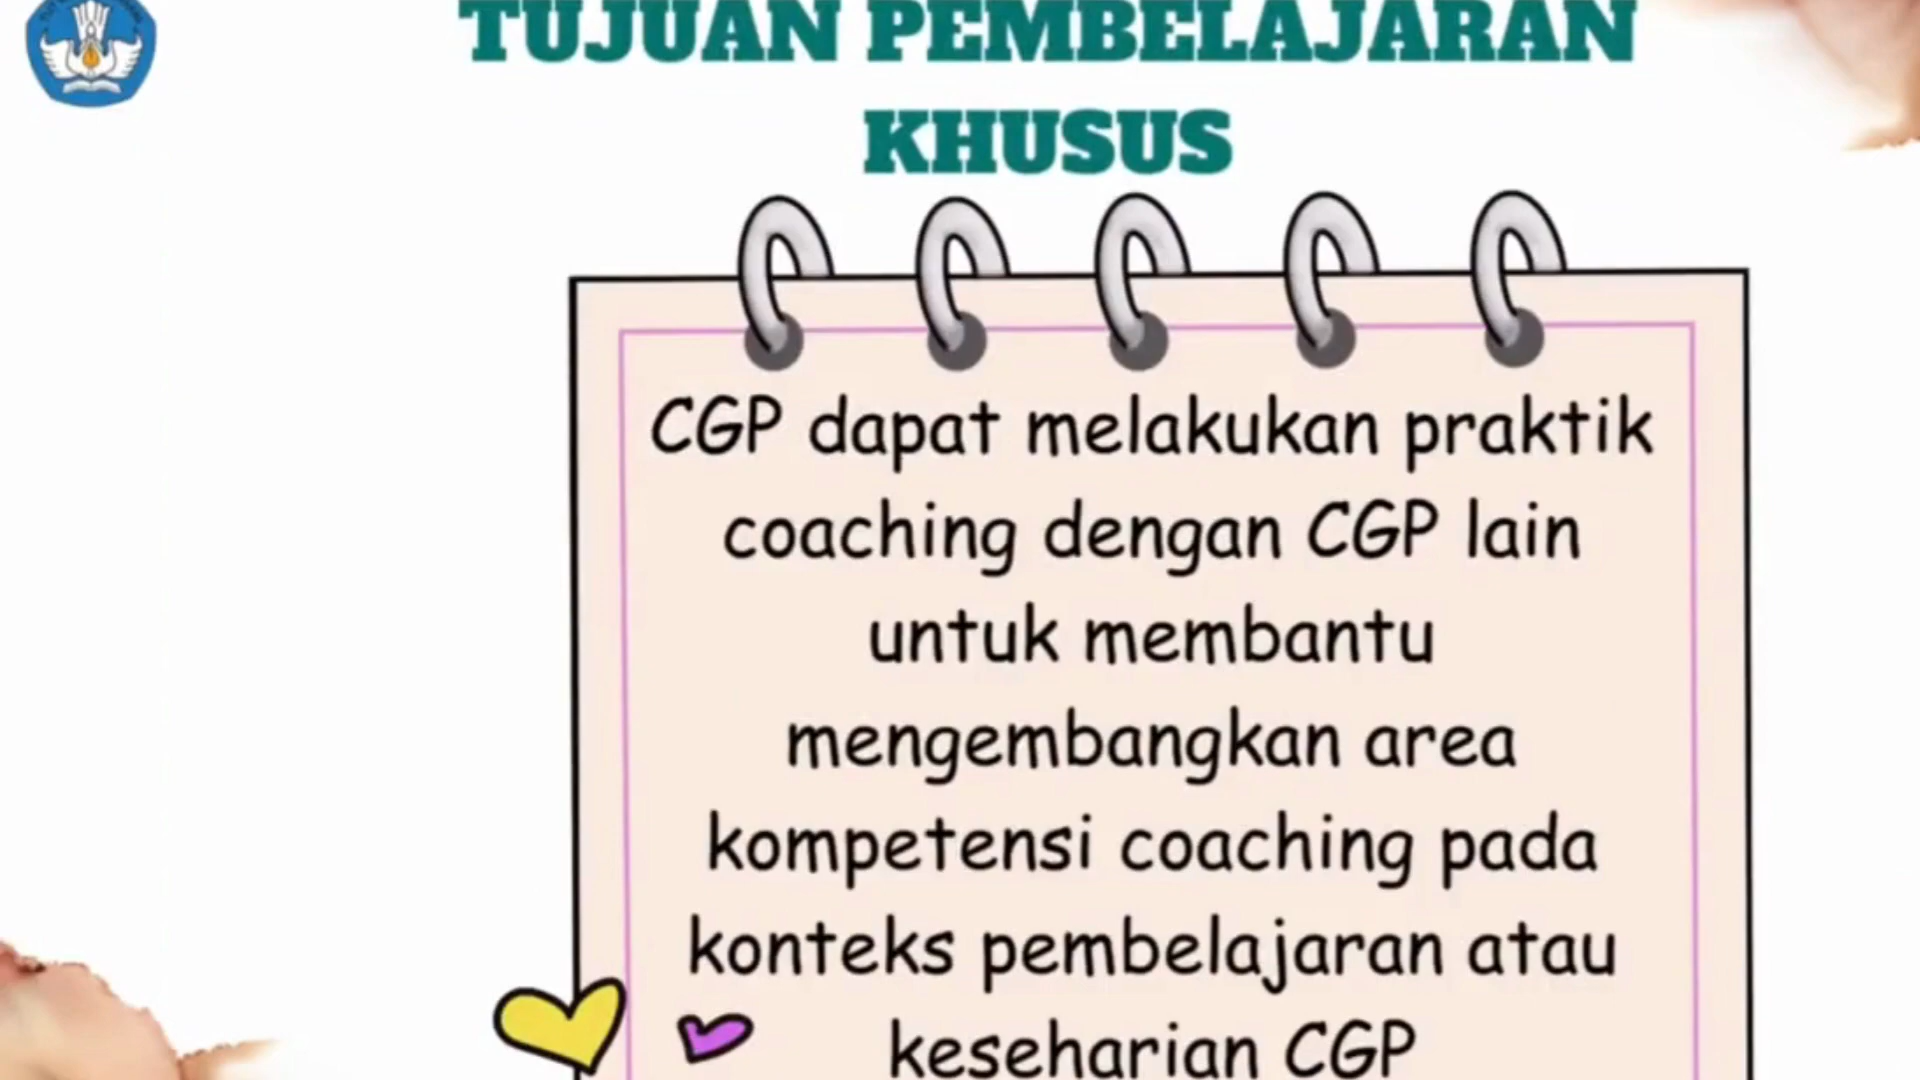 TUJUAN PEMBELAJARAN
KHUSUS
CGP dapat melakukan praktik
coaching dengan CGP lain
untuk membantu
mengembangkan area
kompetensi coaching pada
konteks pembelajaran atau
keseharian CGP